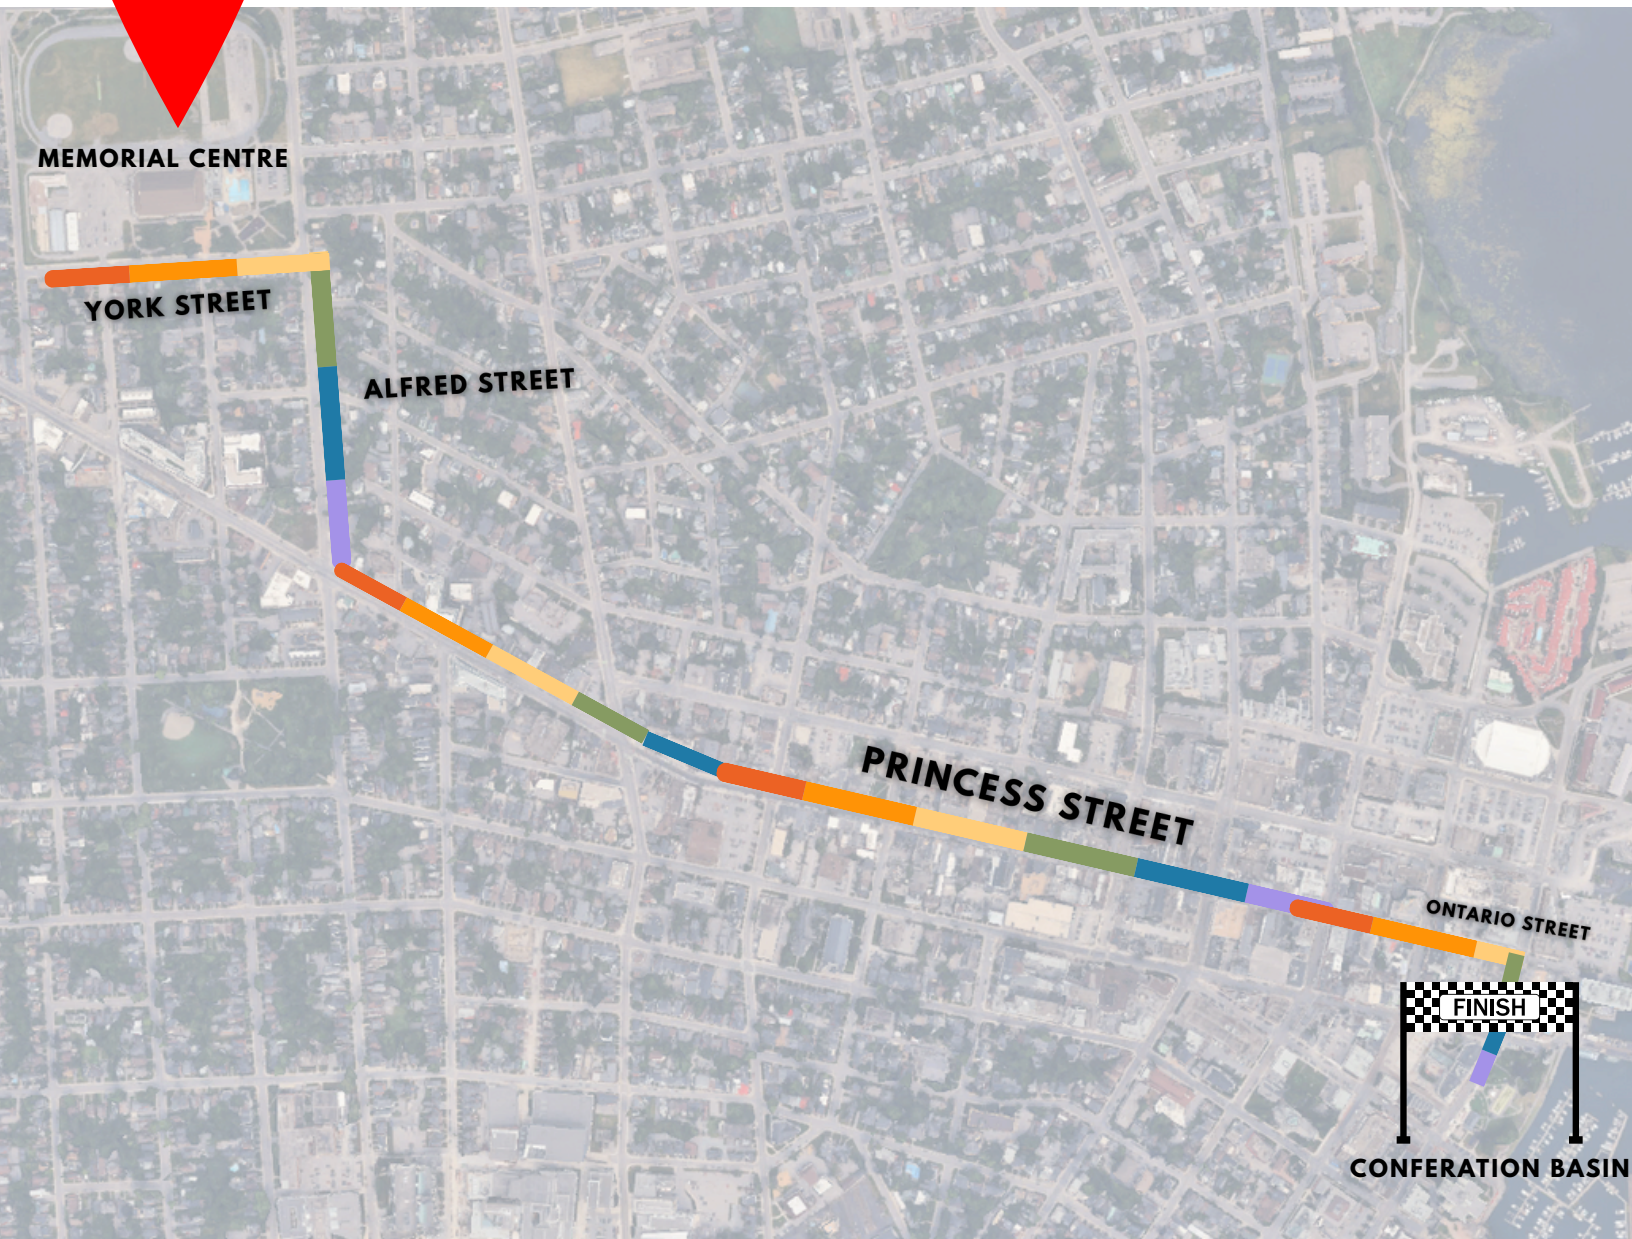 MEMORIAL CENTRE
YORK STREET
ALFRED STREET
PRINCESS STREET
ONTARIO STREET
FINISH
CONFERATION BASIN